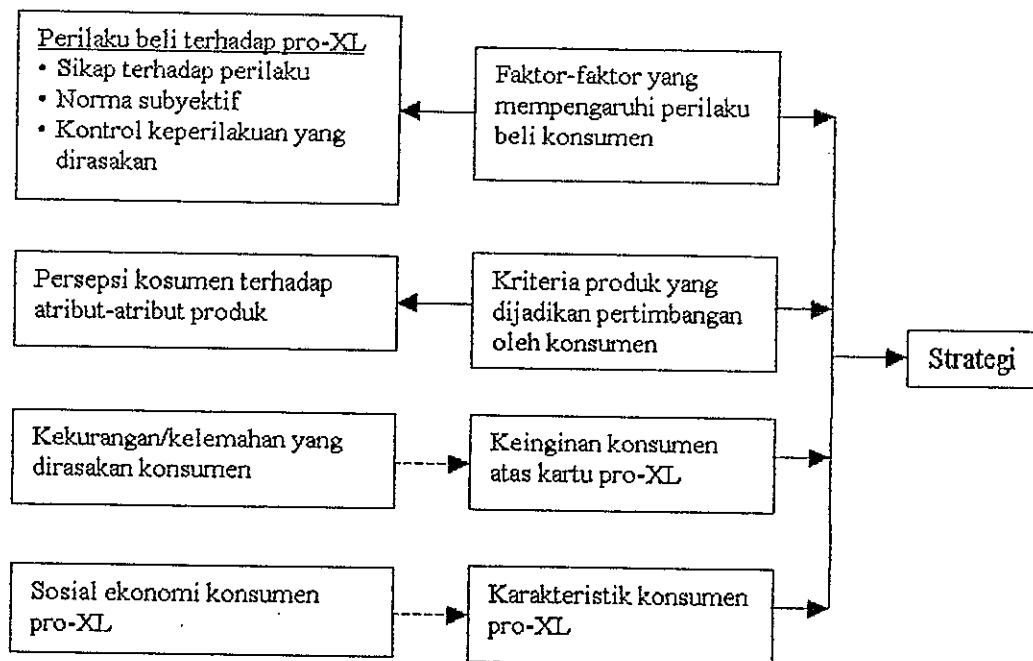 Perilaku beli terhadap pro-XL
• Sikap terhadap perilaku
• Norma subyektif
• Kontrol keperilakuan yang
dirasakan
Faktor-faktor yang
mempengaruhi perilaku
beli konsumen
Persepsi kosumen terhadap
atribut-atribut produk
Kriteria produk yang
dijadikan pertimbangan
oleh konsumen
Strategi
Kekurangan/kelemahan yang
dirasakan konsumen
Keinginan konsumen
atas kartu pro-XL
Sosial ekonomi konsumen
pro-XL
Karakteristik konsumen
pro-XL